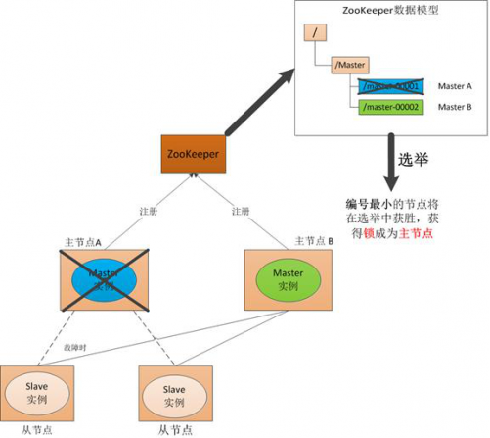 ZooKeeper数据模型
/
/Master
/master-00001 Master A
/master-00002 Master B
选举
ZooKeeper
编号最小的节点将
在选举中获胜，获
得锁成为主节点
注册
注册
主节点A
主节点 B
Master
实例
Master
实例
故障时
Slave
实例
Slave
实例
从节点
从节点